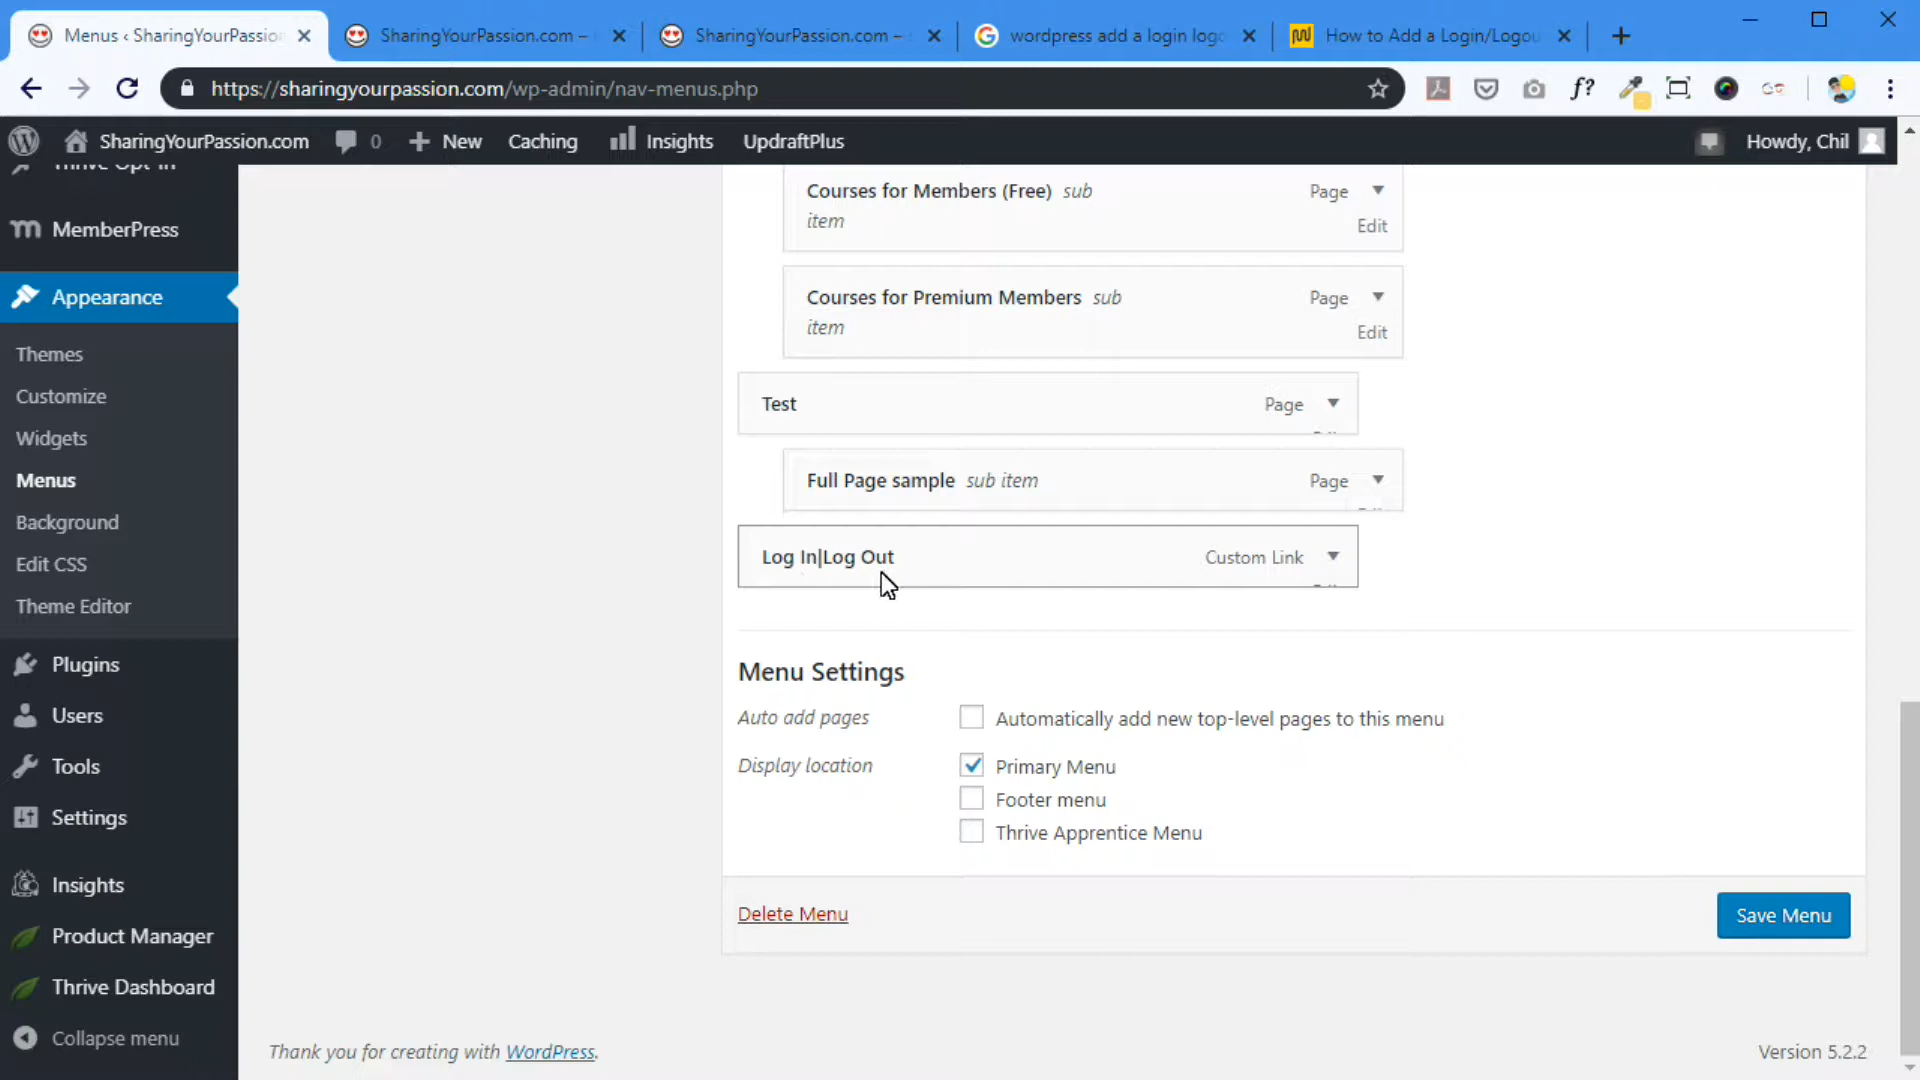 Menus ‹ SharingYourPassio
SharingYourPassion.com –
SharingYourPassion.com –
wordpress add a login logo
How to Add a Login/Logou
https://sharingyourpassion.com/wp-admin/nav-menus.php
f?
SharingYourPassion.com
0
New
Caching
Insights
UpdraftPlus
Howdy, Chil
MemberPress
Appearance
Themes
Customize
Widgets
Menus
Background
Edit CSS
Theme Editor
Plugins
Users
Tools
Settings
Insights
Product Manager
Thrive Dashboard
Collapse menu
Courses for Members (Free) sub
item
Page
Edit
Courses for Premium Members sub
item
Page
Edit
Test
Page
Full Page sample sub item
Page
Log In|Log Out
Custom Link
Menu Settings
Auto add pages
Automatically add new top-level pages to this menu
Display location
Primary Menu
Footer menu
Thrive Apprentice Menu
Delete Menu
Save Menu
Thank you for creating with WordPress.
Version 5.2.2